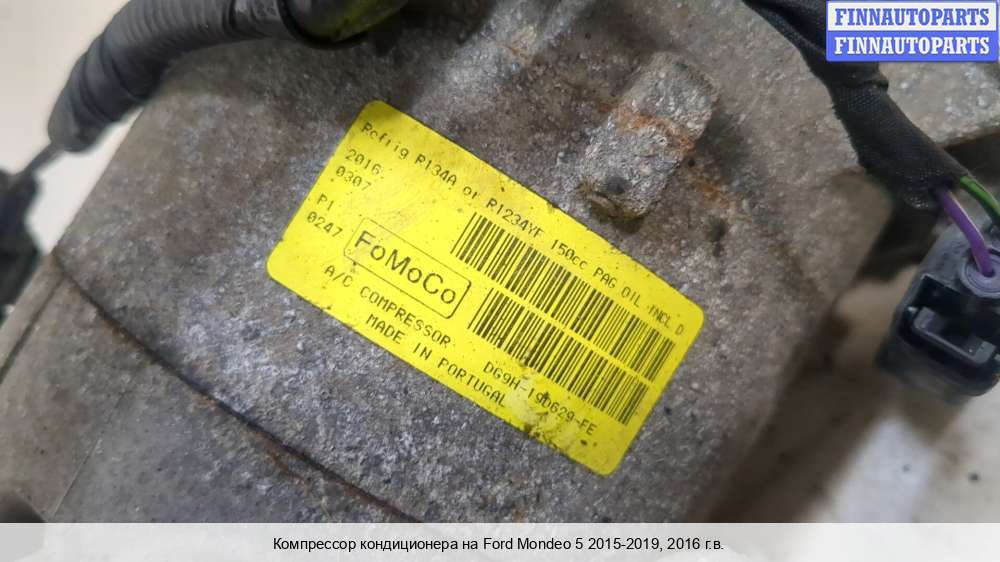 FINNAUTOPARTS
FINNAUTOPARTS
Refrig R134A or R1234YF 150cc PAG OIL INCL D
2016
0307
P1
0247
FoMoCo
A/C COMPRESSOR DG9H-19D629-FE
MADE IN PORTUGAL
Компрессор кондиционера на Ford Mondeo 5 2015-2019, 2016 г.в.